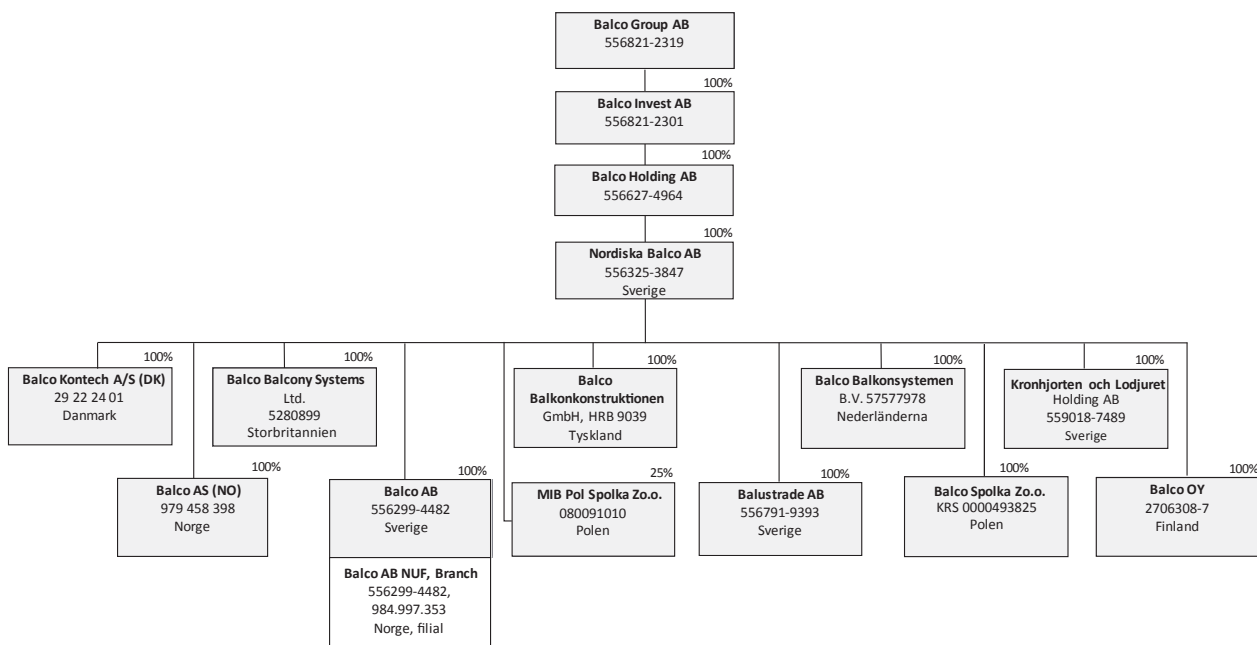 Balco Group AB
556821-2319
100%
Balco Invest AB
556821-2301
100%
Balco Holding AB
556627-4964
100%
Nordiska Balco AB
556325-3847
Sverige
100%
Balco Kontech A/S (DK)
29 22 24 01
Danmark
100%
Balco Balcony Systems
Ltd.
5280899
Storbritannien
100%
Balco
Balkonkonstruktionen
GmbH, HRB 9039
Tyskland
100%
Balco Balkonsystemen
B.V. 57577978
Nederländerna
100%
Kronhjorten och Lodjuret
Holding AB
559018-7489
Sverige
100%
Balco AS (NO)
979 458 398
Norge
100%
Balco AB
556299-4482
Sverige
Balco AB NUF, Branch
556299-4482,
984.997.353
Norge, filial
25%
MIB Pol Spolka Zo.o.
080091010
Polen
100%
Balustrade AB
556791-9393
Sverige
100%
Balco Spolka Zo.o.
KRS 0000493825
Polen
100%
Balco OY
2706308-7
Finland